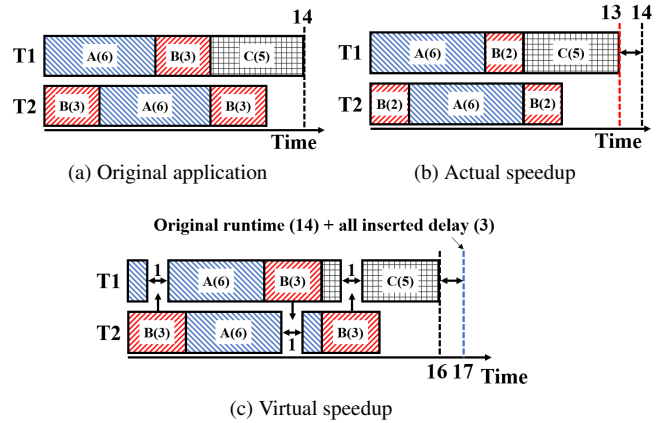 14
T1 A(6) B(3) C(5)
T2 B(3) A(6) B(3)
Time
(a) Original application
13 14
T1 A(6) B(2) C(5)
T2 B(2) A(6) B(2)
Time
(b) Actual speedup
Original runtime (14) + all inserted delay (3)
T1 1 A(6) B(3) 1 C(5)
T2 B(3) A(6) 1 B(3)
16 17 Time
(c) Virtual speedup